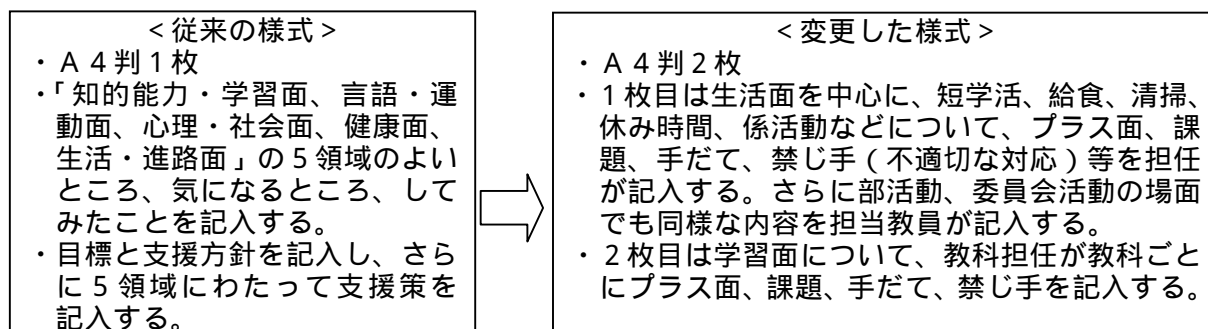 ＜従来の様式＞
・Ａ４判１枚
・「知的能力・学習面、言語・運
動面、心理・社会面、健康面、
生活・進路面」の５領域のよい
ところ、気になるところ、して
みたことを記入する。
・目標と支援方針を記入し、さら
に５領域にわたって支援策を
記入する。
＜変更した様式＞
・Ａ４判２枚
・１枚目は生活面を中心に、短学活、給食、清掃、
休み時間、係活動などについて、プラス面、課
題、手だて、禁じ手（不適切な対応）等を担任
が記入する。さらに部活動、委員会活動の場面
でも同様な内容を担当教員が記入する。
・２枚目は学習面について、教科担任が教科ごと
にプラス面、課題、手だて、禁じ手を記入する。